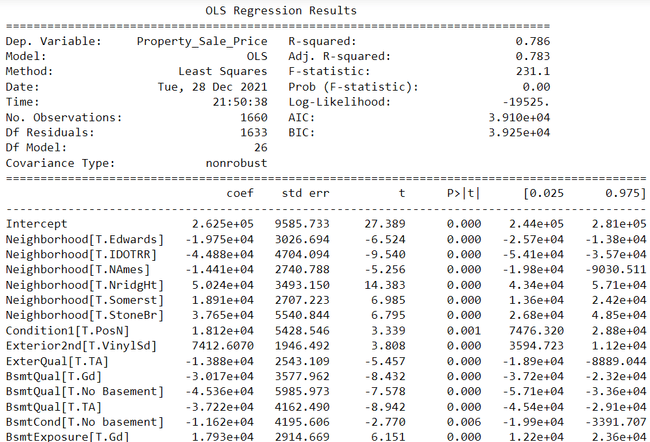 OLS Regression Results
==============================================================================
Dep. Variable: Property_Sale_Price R-squared: 0.786
Model: OLS Adj. R-squared: 0.783
Method: Least Squares F-statistic: 231.1
Date: Tue, 28 Dec 2021 Prob (F-statistic): 0.00
Time: 21:50:38 Log-Likelihood: -19525.
No. Observations: 1660 AIC: 3.910e+04
Df Residuals: 1633 BIC: 3.925e+04
Df Model: 26
Covariance Type: nonrobust
==============================================================================
coef std err t P>|t| [0.025 0.975]
------------------------------------------------------------------------------
Intercept 2.625e+05 9585.733 27.389 0.000 2.44e+05 2.81e+05
Neighborhood[T.Edwards] -1.975e+04 3026.694 -6.524 0.000 -2.57e+04 -1.38e+04
Neighborhood[T.IDOTRR] -4.488e+04 4704.094 -9.540 0.000 -5.41e+04 -3.57e+04
Neighborhood[T.NAmes] -1.441e+04 2740.788 -5.256 0.000 -1.98e+04 -9030.511
Neighborhood[T.NridgHt] 5.024e+04 3493.150 14.383 0.000 4.34e+04 5.71e+04
Neighborhood[T.Somerst] 1.891e+04 2707.223 6.985 0.000 1.36e+04 2.42e+04
Neighborhood[T.StoneBr] 3.765e+04 5540.844 6.795 0.000 2.68e+04 4.85e+04
Condition1[T.PosN] 1.812e+04 5428.546 3.339 0.001 7476.320 2.88e+04
Exterior2nd[T.VinylSd] 7412.6070 1946.492 3.808 0.000 3594.723 1.12e+04
ExterQual[T.TA] -1.388e+04 2543.109 -5.457 0.000 -1.89e+04 -8889.044
BsmtQual[T.Gd] -3.017e+04 3577.962 -8.432 0.000 -3.72e+04 -2.32e+04
BsmtQual[T.No Basement] -4.536e+04 5985.973 -7.578 0.000 -5.71e+04 -3.36e+04
BsmtQual[T.TA] -3.722e+04 4162.490 -8.942 0.000 -4.54e+04 -2.91e+04
BsmtCond[T.No basement] -1.162e+04 4195.606 -2.770 0.006 -1.99e+04 -3391.707
BsmtExposure[T.Gd] 1.793e+04 2914.669 6.151 0.000 1.22e+04 2.36e+04